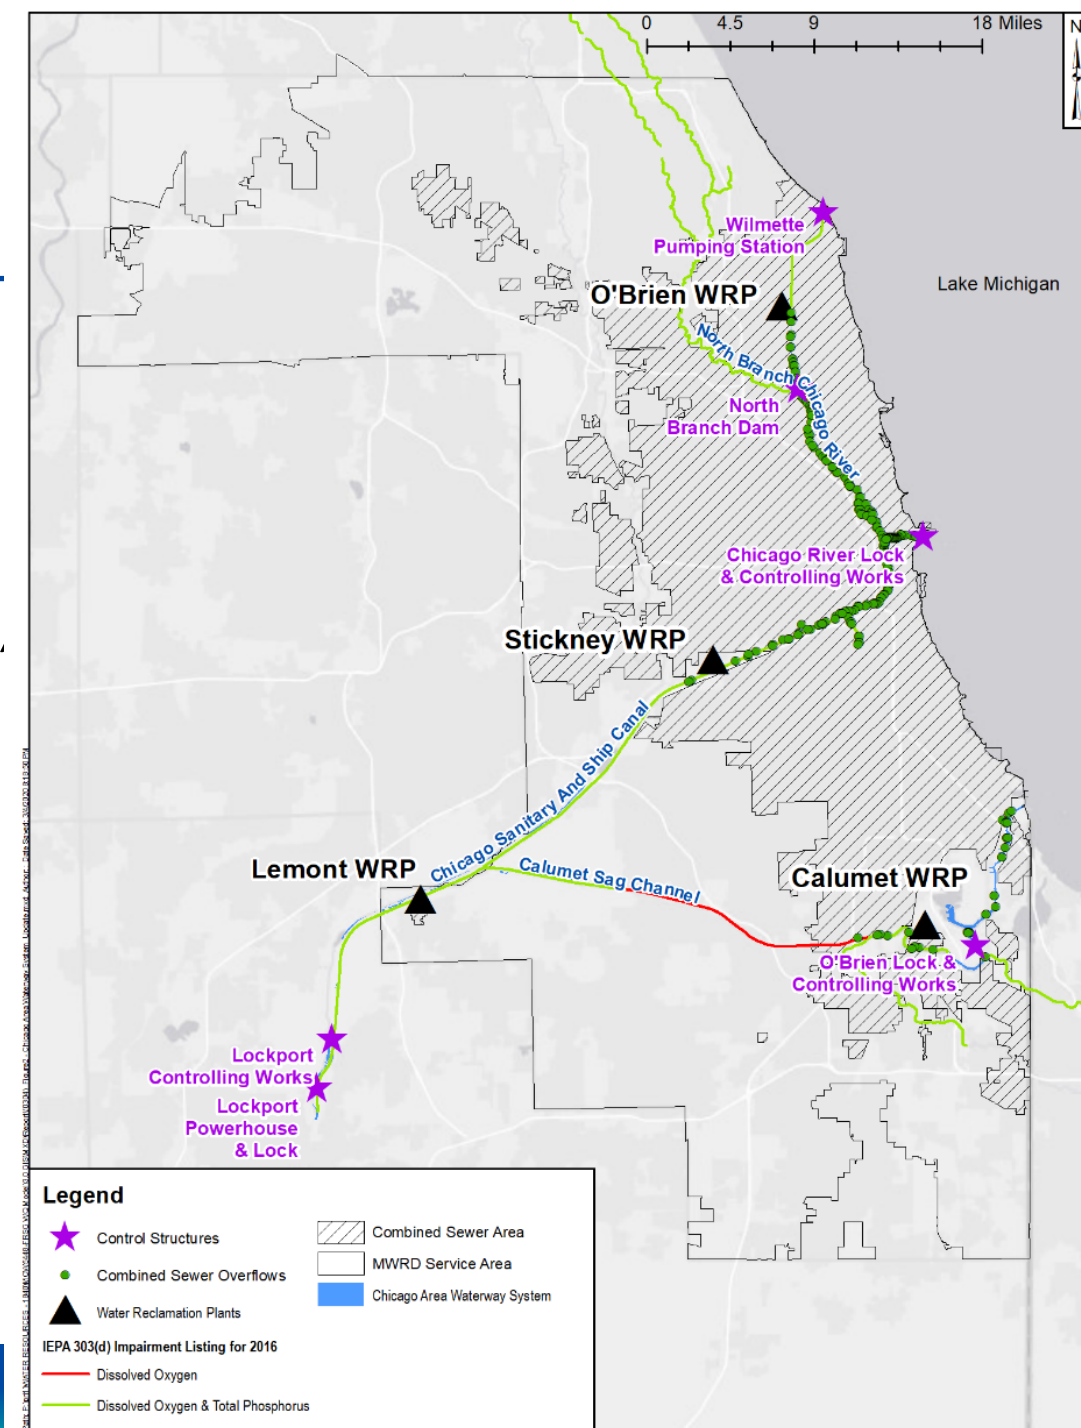 0 4.5 9 18 Miles
N
Wilmette
Pumping Station
Lake Michigan
O'Brien WRP
North Branch Chicago River
North
Branch Dam
Chicago River Lock
& Controlling Works
Stickney WRP
Chicago Sanitary And Ship Canal
Lemont WRP
Calumet Sag Channel
Calumet WRP
O'Brien Lock &
Controlling Works
Lockport
Controlling Works
Lockport
Powerhouse
& Lock
Legend
Control Structures
Combined Sewer Overflows
Water Reclamation Plants
Combined Sewer Area
MWRD Service Area
Chicago Area Waterway System
IEPA 303(d) Impairment Listing for 2016
Dissolved Oxygen
Dissolved Oxygen & Total Phosphorus